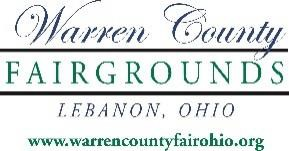 Warren County
FAIRGROUNDS
LEBANON, OHIO
www.warrencountyfairohio.org